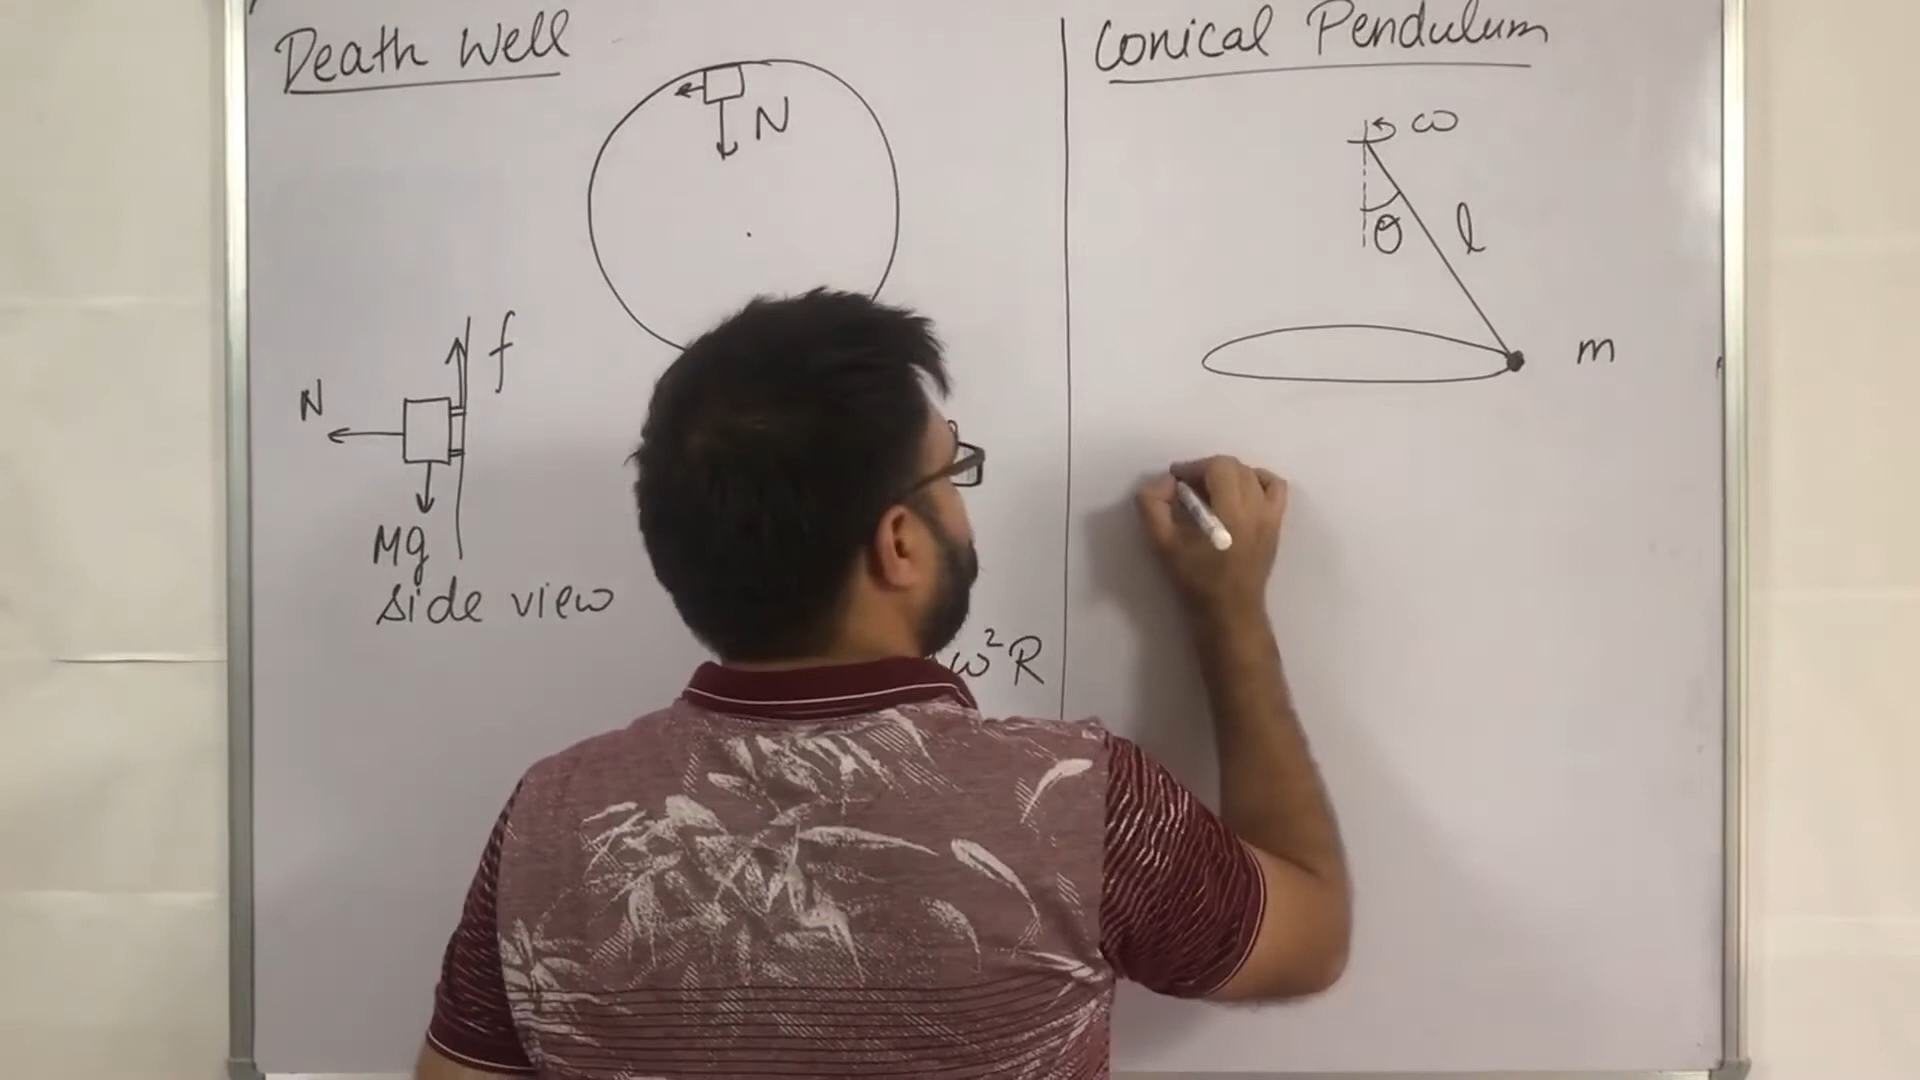 Death Well
N
f
N
Mg
side view
ω²R
Conical Pendulum
ω
θ
l
m